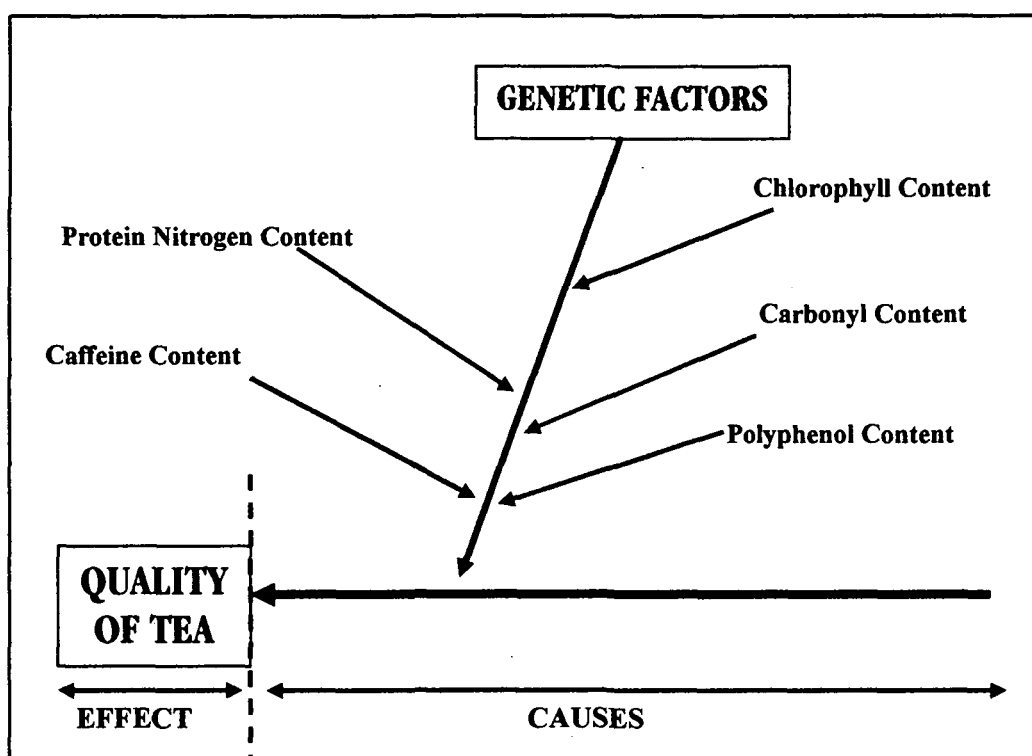 GENETIC FACTORS
Chlorophyll Content
Protein Nitrogen Content
Carbonyl Content
Caffeine Content
Polyphenol Content
QUALITY
OF TEA
EFFECT
CAUSES